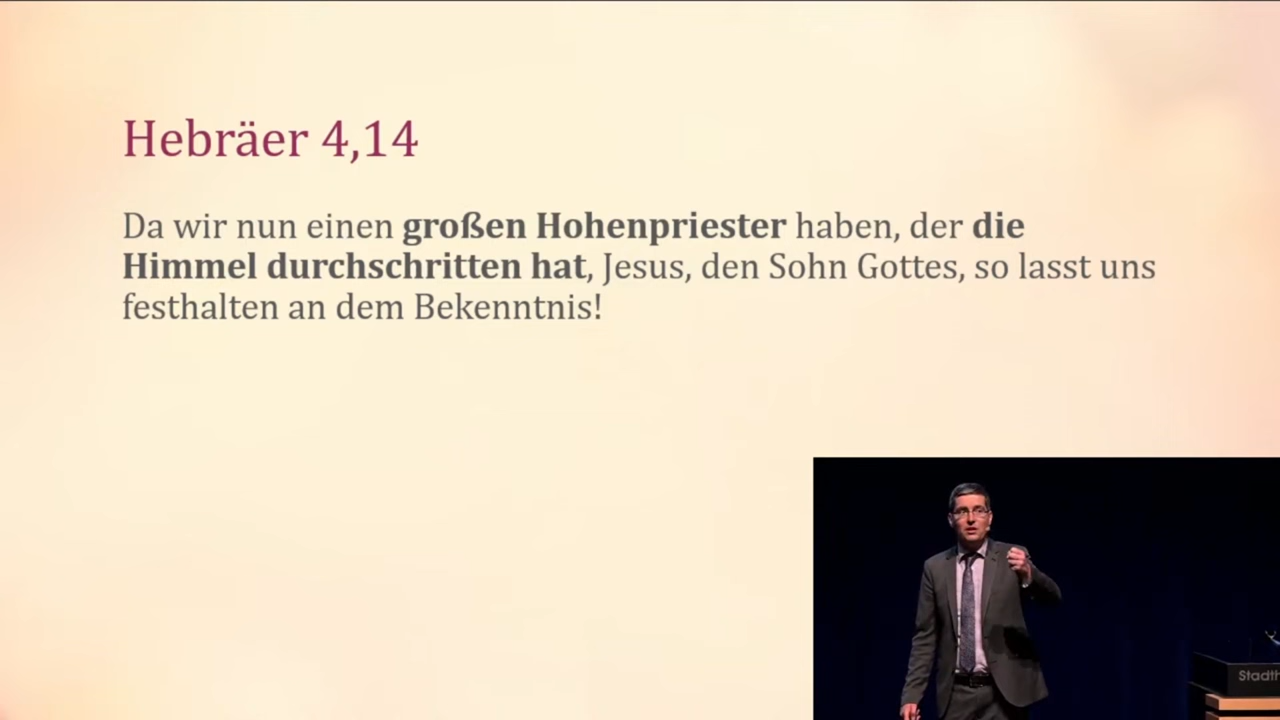 Hebräer 4,14
Da wir nun einen großen Hohenpriester haben, der die
Himmel durchschritten hat, Jesus, den Sohn Gottes, so lasst uns
festhalten an dem Bekenntnis!
Stadth